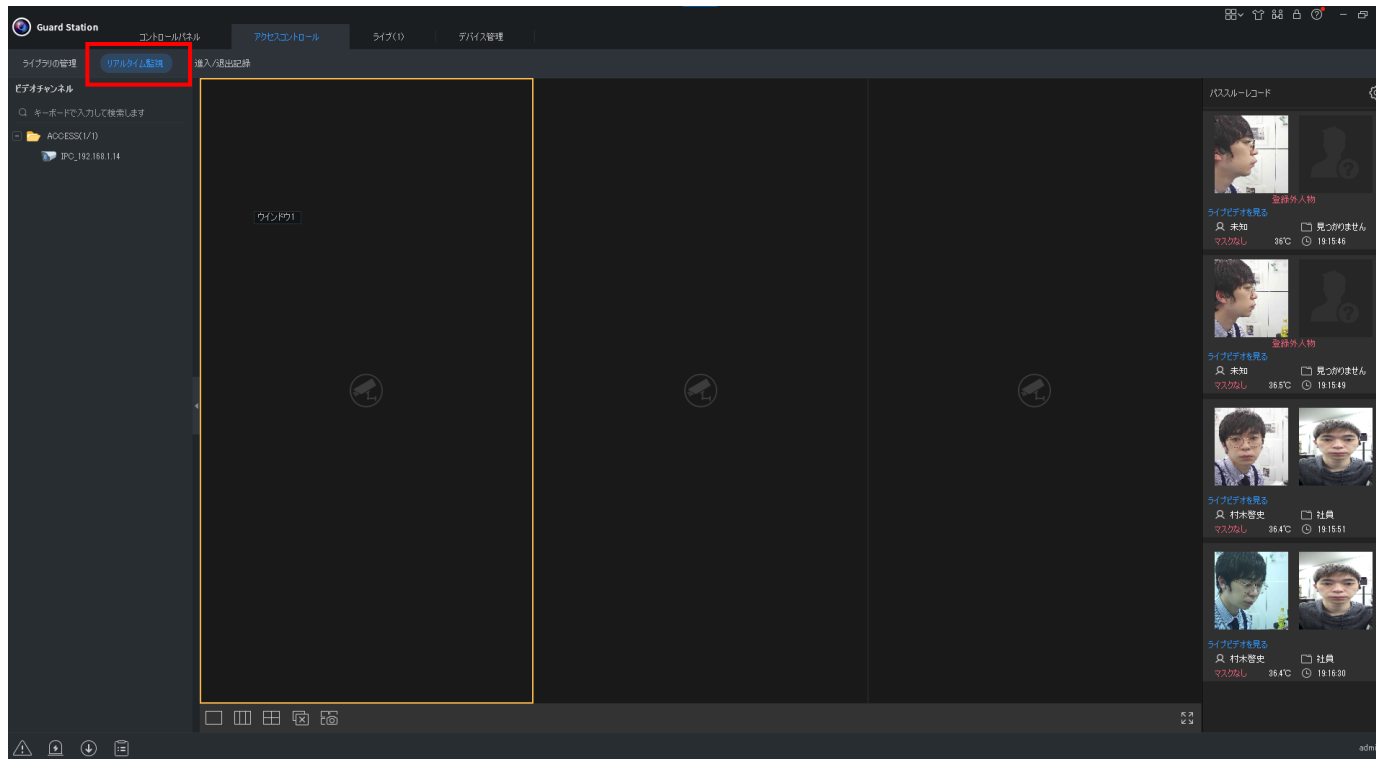 Guard Station
コントロールパネル
アクセスコントロール
ライブ(1)
デバイス管理
ライブラリの管理
リアルタイム監視
進入/退出記録
ビデオチャンネル
キーボードで入力して検索します
ACCESS(1/1)
IPC_192.168.1.14
ウインドウ1
パススルーレコード
登録外人物
ライブビデオを見る
未知 見つかりません
マスクなし 36℃ 19:15:46
登録外人物
ライブビデオを見る
未知 見つかりません
マスクなし 36.5℃ 19:15:49
ライブビデオを見る
村木啓史 社員
マスクなし 36.4℃ 19:15:51
ライブビデオを見る
村木啓史 社員
マスクなし 36.4℃ 19:16:30
admi